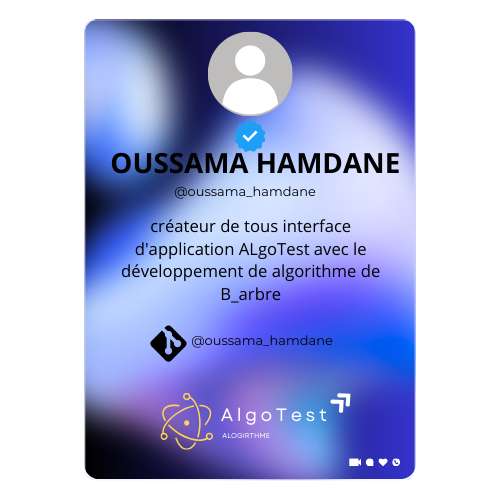 OUSSAMA HAMDANE
@oussama_hamdane
créateur de tous interface
d'application ALgoTest avec le
développement de algorithme de
B_arbre
@oussama_hamdane
AlgoTest
ALOGIRTHME